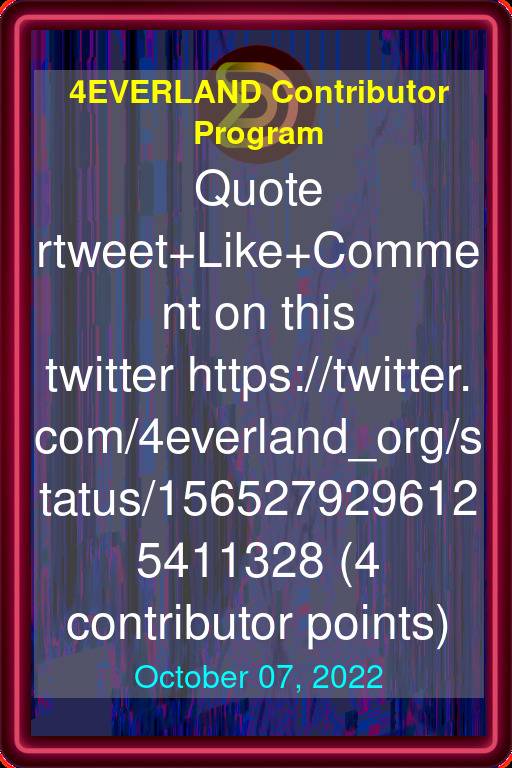 4EVERLAND Contributor
Program
Quote
rtweet+Like+Comme
nt on this
twitter https://twitter.
com/4everland_org/s
tatus/156527929612
5411328 (4
contributor points)
October 07, 2022